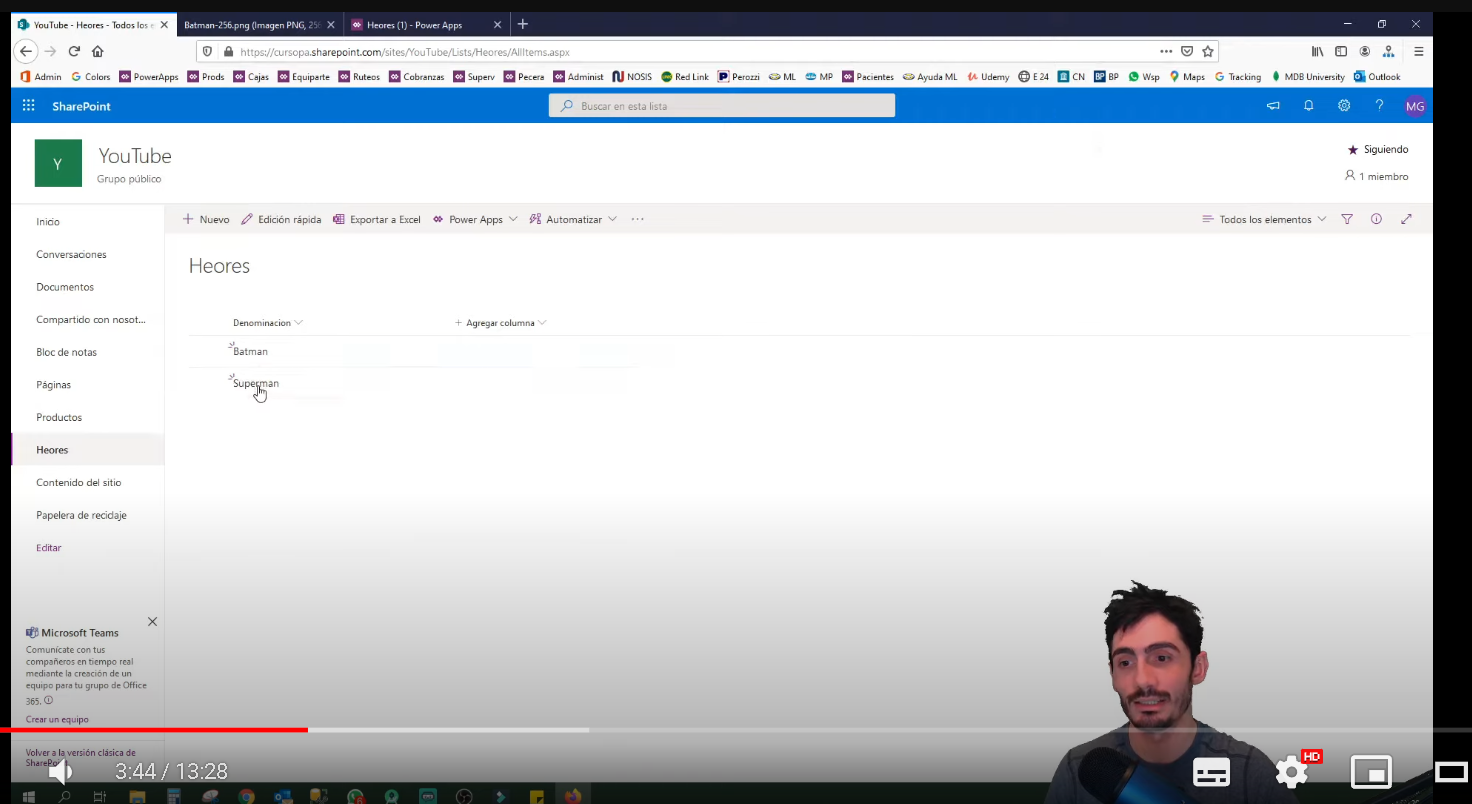 YouTube - Heores - Todos los e
Batman-256.png (Imagen PNG, 25
Heores (1) - Power Apps
https://cursopa.sharepoint.com/sites/YouTube/Lists/Heores/AllItems.aspx
Admin Colors PowerApps Prods Cajas Equiparte Ruteos Cobranzas Superv Pecera Administ NOSIS Red Link Perozzi ML MP Pacientes Ayuda ML Udemy E 24 CN BP BP Wsp Maps Tracking MDB University Outlook
SharePoint
Buscar en esta lista
? MG
Y
YouTube
Grupo público
Siguiendo
1 miembro
Inicio
Conversaciones
Documentos
Compartido con nosot...
Bloc de notas
Páginas
Productos
Heores
Contenido del sitio
Papelera de reciclaje
Editar
Nuevo Edición rápida Exportar a Excel Power Apps Automatizar ...
Todos los elementos
Heores
Denominacion
Agregar columna
Batman
Superman
Microsoft Teams
Comunícate con tus
compañeros en tiempo real
mediante la creación de un
equipo para tu grupo de Office
365.
Crear un equipo
Volver a la versión clásica de
3:44 / 13:28
HD